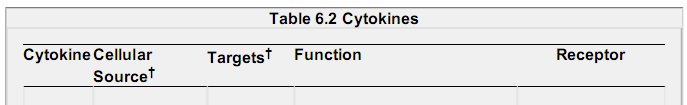 Table 6.2 Cytokines
Cytokine Cellular Targets† Function Receptor
Source†